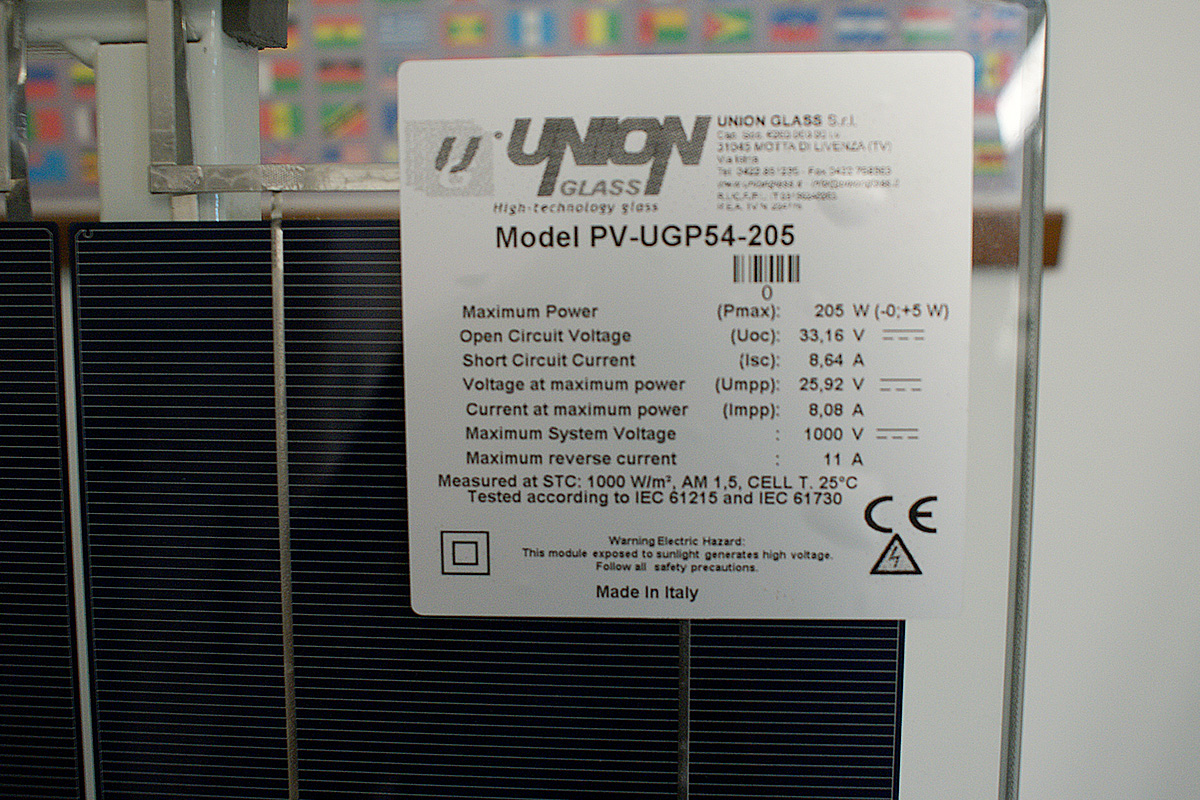 UNION
GLASS
High-technology glass
UNION GLASS S.r.l.
31045 MOTTA DI LIVENZA (TV)
Via
Model PV-UGP54-205
0
Maximum Power (Pmax): 205 W (-0;+5 W)
Open Circuit Voltage (Uoc): 33,16 V
Short Circuit Current (Isc): 8,64 A
Voltage at maximum power (Umpp): 25,92 V
Current at maximum power (Impp): 8,08 A
Maximum System Voltage : 1000 V
Maximum reverse current : 11 A
Measured at STC: 1000 W/m², AM 1,5, CELL T. 25°C
Tested according to IEC 61215 and IEC 61730
CE
Warning Electric Hazard:
This module exposed to sunlight generates high voltage.
Follow all safety precautions.
Made In Italy